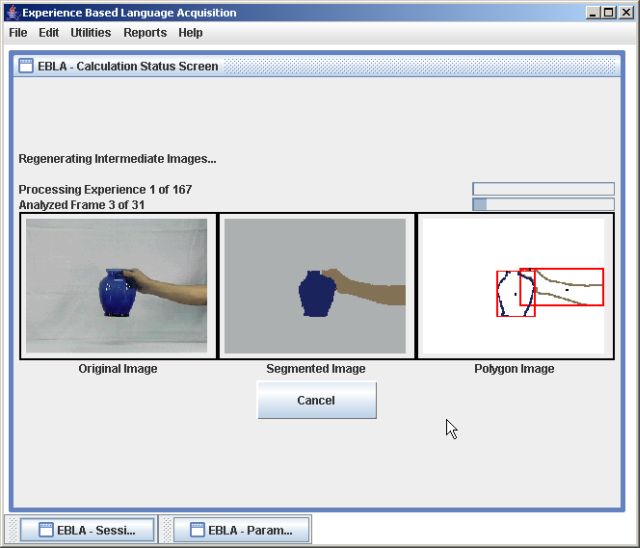 Experience Based Language Acquisition
File Edit Utilities Reports Help
EBLA - Calculation Status Screen
Regenerating Intermediate Images...
Processing Experience 1 of 167
Analyzed Frame 3 of 31
Original Image Segmented Image Polygon Image
Cancel
EBLA - Sessi... EBLA - Param...